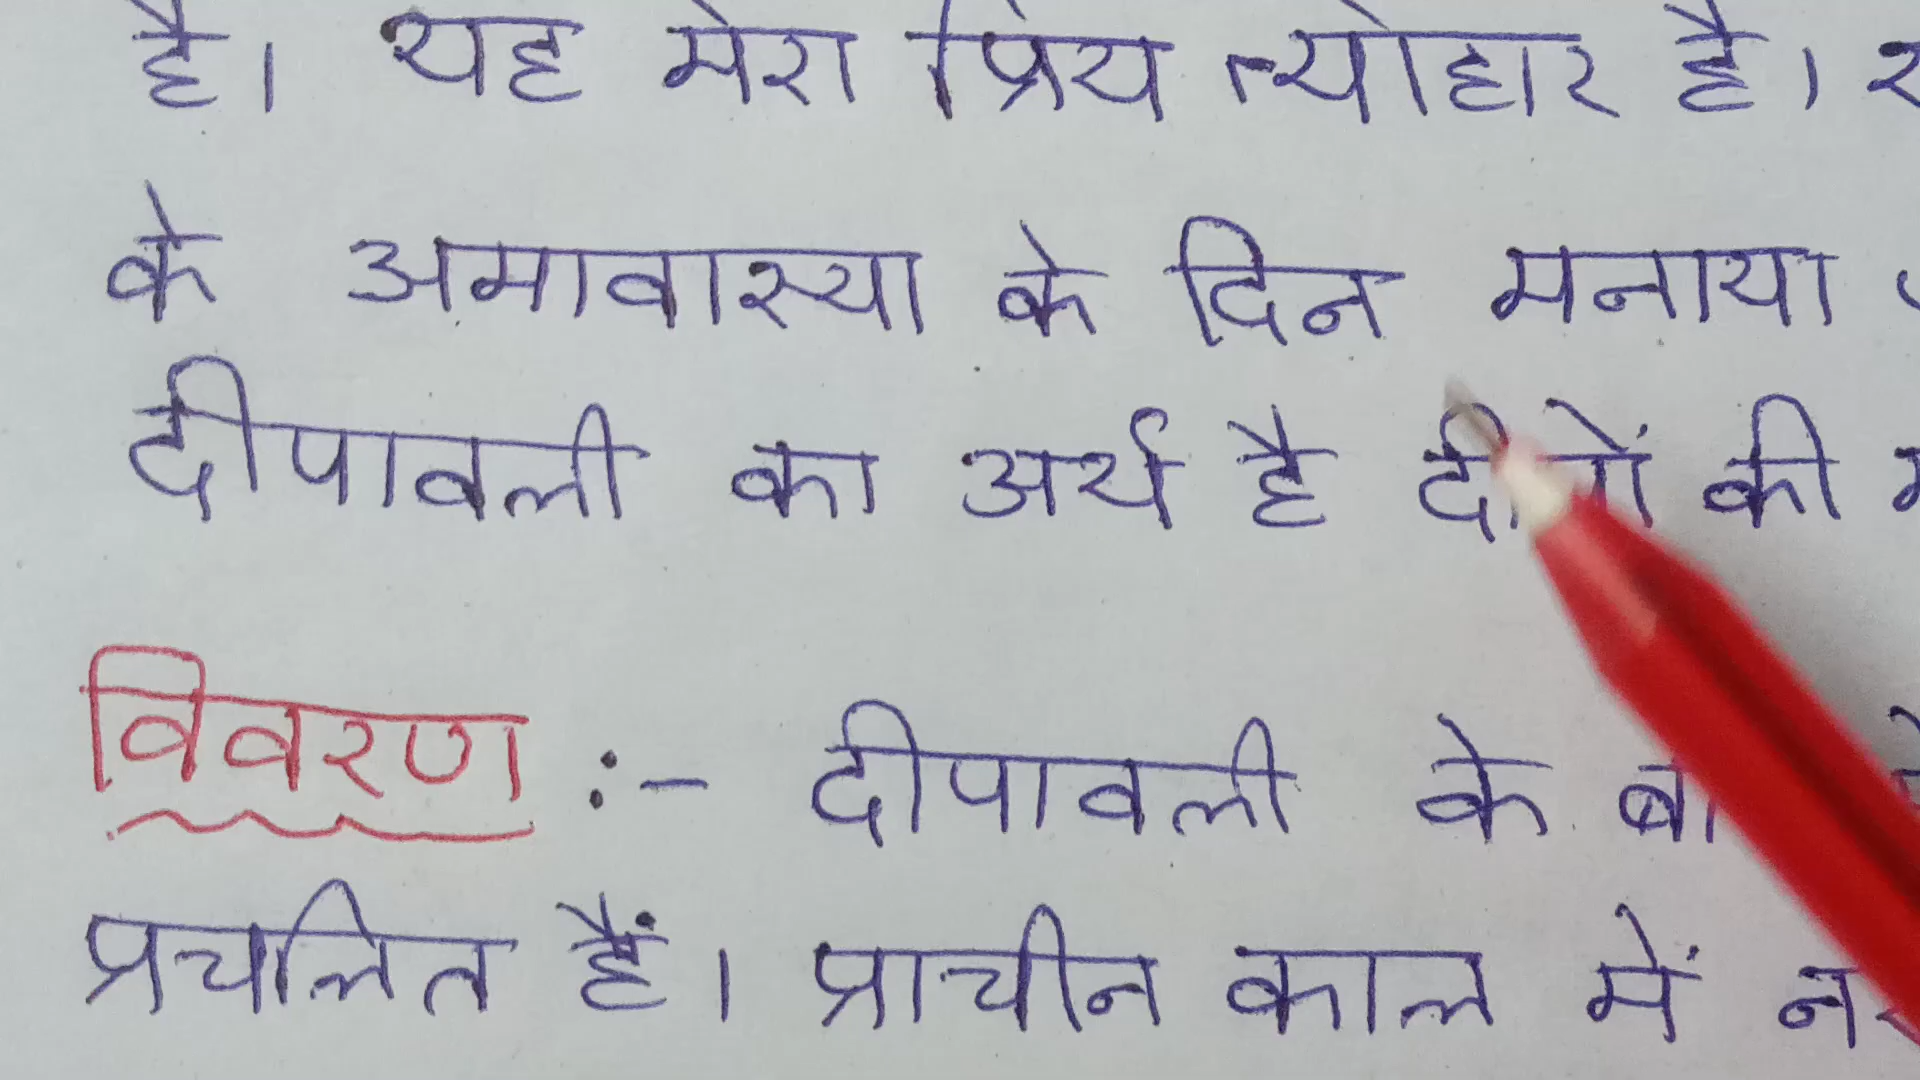 है। यह मेरा प्रिय त्योहार है।
के अमावास्या के दिन मनाया
दीपावली का अर्थ है की
विवरण :- दीपावली के
प्रचलित हैं। प्राचीन काल में